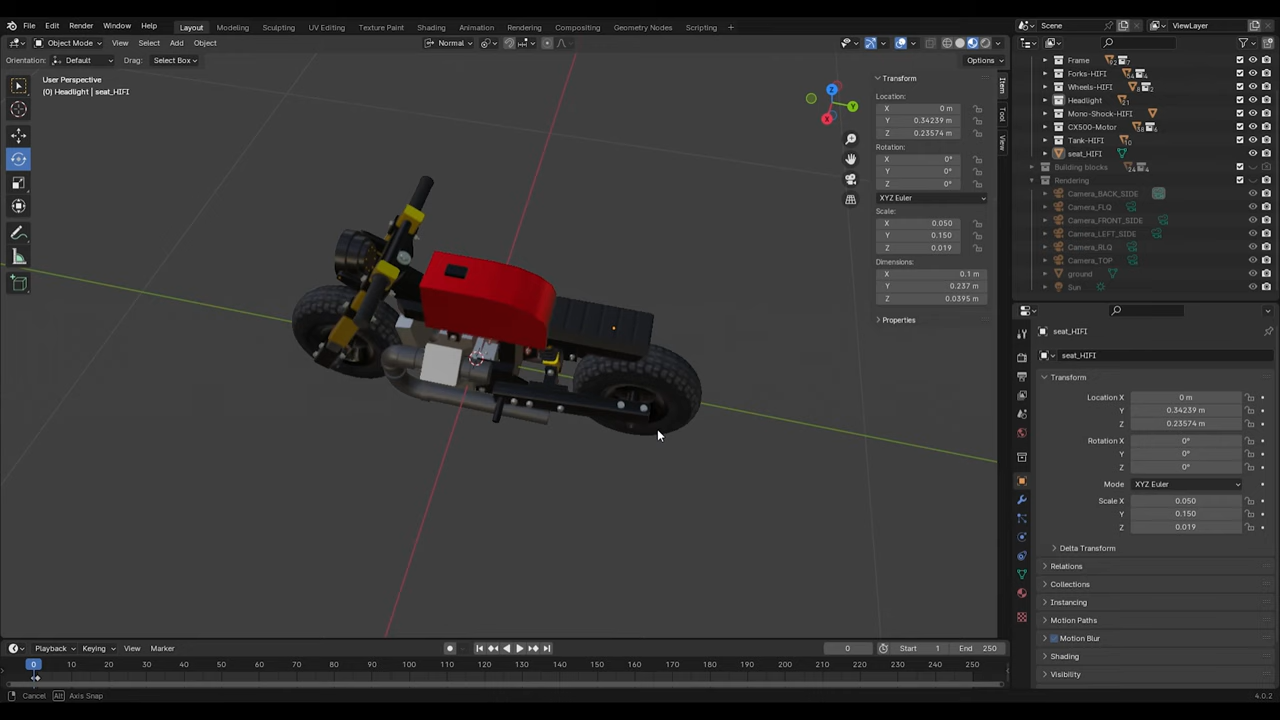 File Edit Render Window Help Layout Modeling Sculpting UV Editing Texture Paint Shading Animation Rendering Compositing Geometry Nodes Scripting + Scene ViewLayer
Object Mode View Select Add Object Normal
Orientation: Default Drag: Select Box Options
User Perspective
(0) Headlight | seat_HIFI
Z
Y
X
Transform
Location:
X 0 m
Y 0.34239 m
Z 0.23574 m
Rotation:
X 0°
Y 0°
Z 0°
XYZ Euler
Scale:
X 0.050
Y 0.150
Z 0.019
Dimensions:
X 0.1 m
Y 0.237 m
Z 0.0395 m
Properties
Item
Tool
View
Frame
Forks-HIFI
Wheels-HIFI
Headlight
Mono-Shock-HIFI
CX500-Motor
Tank-HIFI
seat_HIFI
Building blocks
Rendering
Camera_BACK_SIDE
Camera_FLQ
Camera_FRONT_SIDE
Camera_LEFT_SIDE
Camera_RLQ
Camera_TOP
ground
Sun
seat_HIFI
seat_HIFI
Transform
Location X 0 m
Y 0.34239 m
Z 0.23574 m
Rotation X 0°
Y 0°
Z 0°
Mode XYZ Euler
Scale X 0.050
Y 0.150
Z 0.019
Delta Transform
Relations
Collections
Instancing
Motion Paths
Motion Blur
Shading
Visibility
Playback Keying View Marker 0 Start 1 End 250
0 10 20 30 40 50 60 70 80 90 100 110 120 130 140 150 160 170 180 190 200 210 220 230 240 250
Cancel Alt Axis Snap 4.0.2